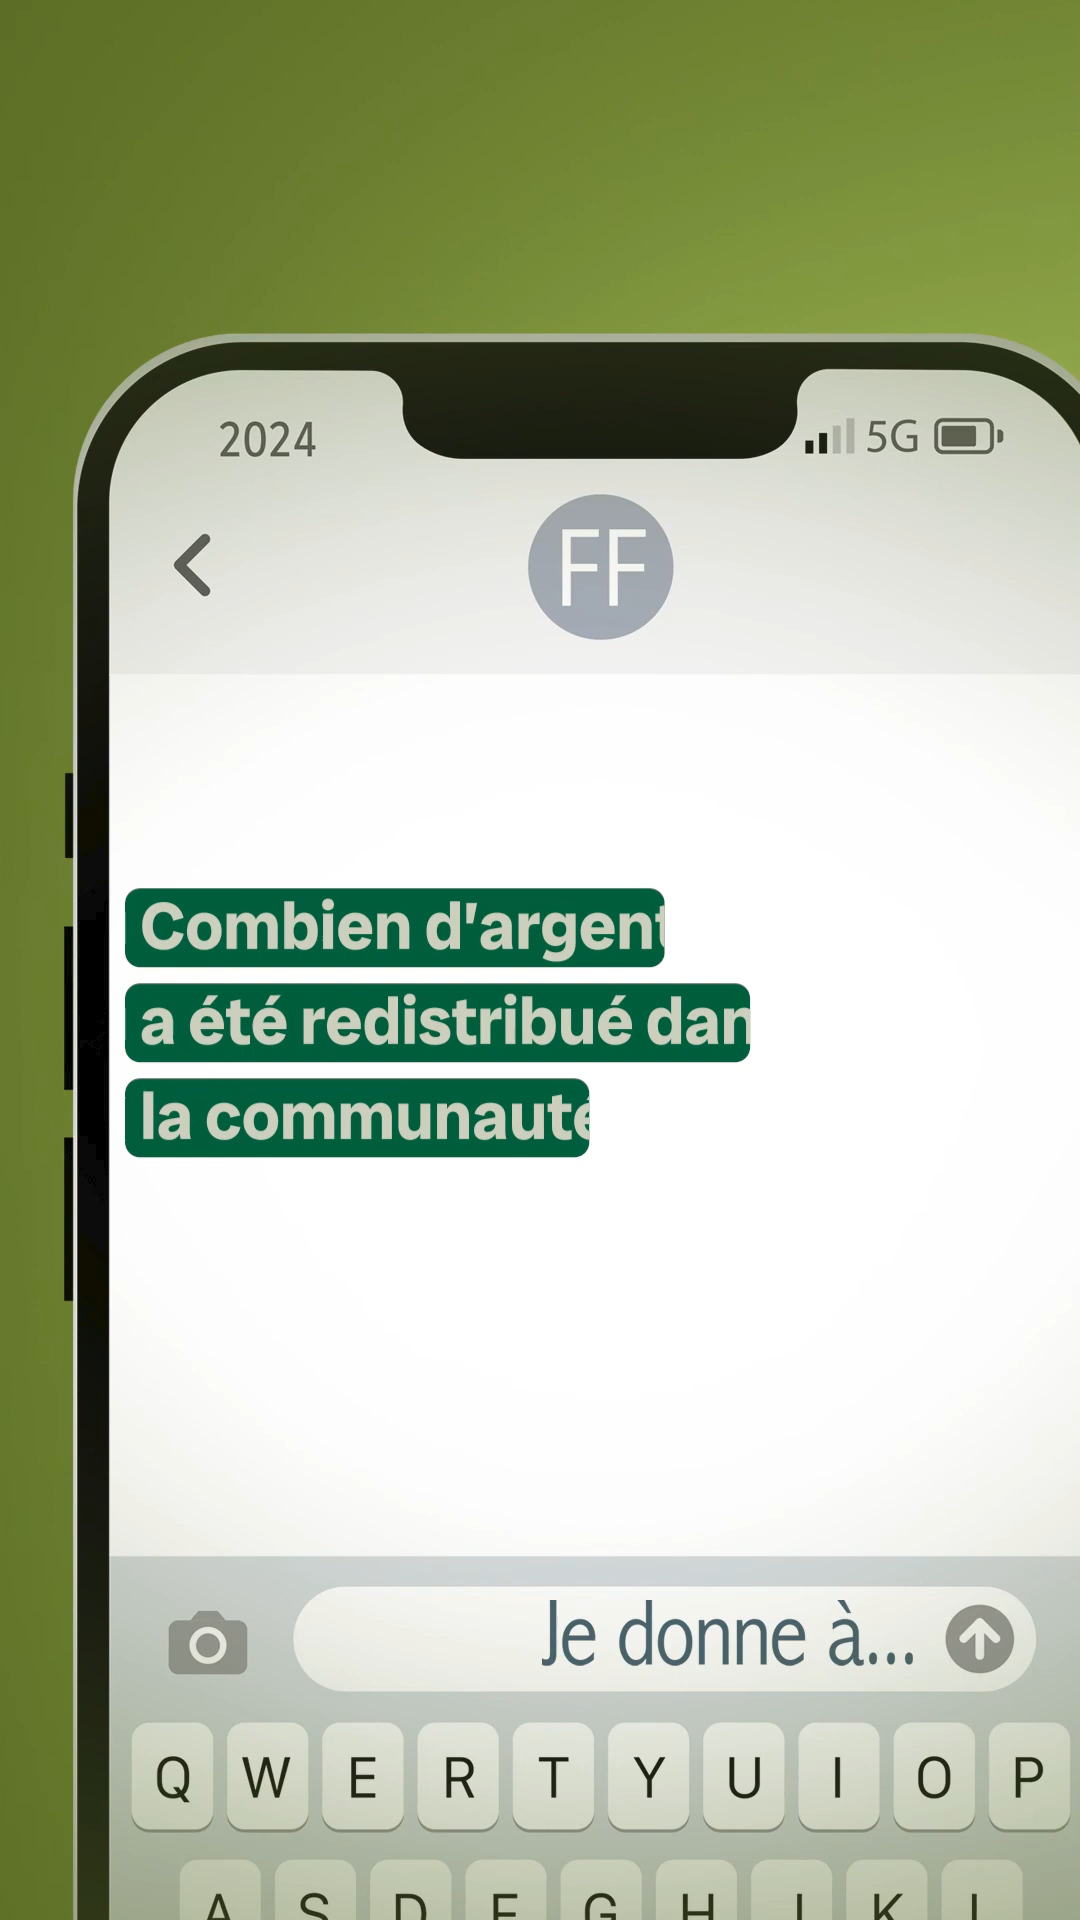 2024
5G
FF
Combien d'argent
a été redistribué dan
la communauté
Je donne à...
Q W E R T Y U I O P
A S D F G H J K L